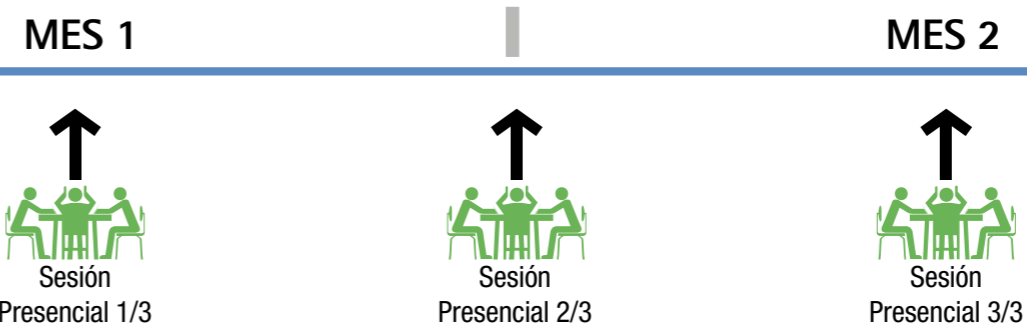 MES 1
MES 2
Sesión
Presencial 1/3
Sesión
Presencial 2/3
Sesión
Presencial 3/3